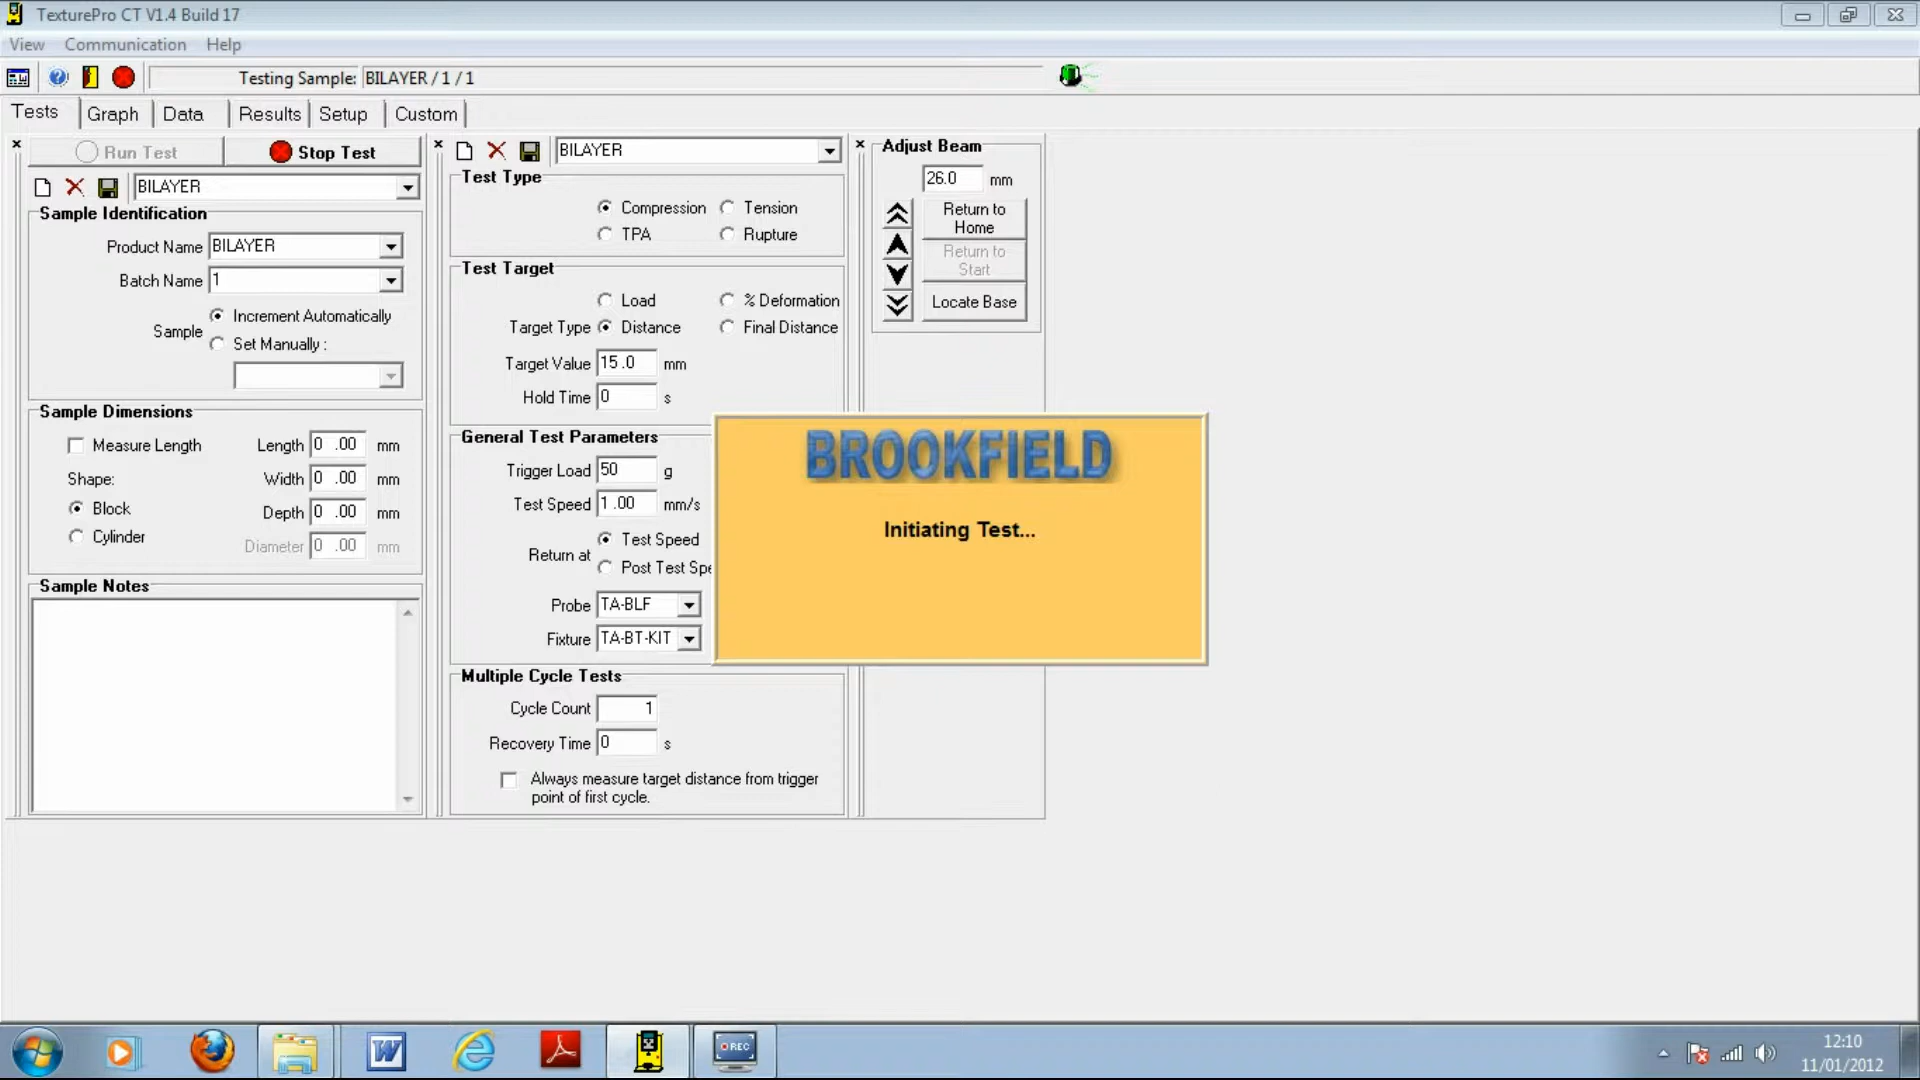 TexturePro CT V1.4 Build 17
View Communication Help
Testing Sample: BILAYER / 1 / 1
Tests Graph Data Results Setup Custom
Run Test Stop Test
BILAYER
Sample Identification
Product Name BILAYER
Batch Name 1
Sample
Increment Automatically
Set Manually :
Sample Dimensions
Measure Length
Length 0 .00 mm
Shape:
Width 0 .00 mm
Block
Depth 0 .00 mm
Cylinder
Diameter 0 .00 mm
Sample Notes
BILAYER
Test Type
Compression Tension
TPA Rupture
Test Target
Load % Deformation
Target Type Distance Final Distance
Target Value 15 .0 mm
Hold Time 0 s
General Test Parameters
Trigger Load 50 g
Test Speed 1 .00 mm/s
Return at
Test Speed
Post Test Spe
Probe TA-BLF
Fixture TA-BT-KIT
Multiple Cycle Tests
Cycle Count 1
Recovery Time 0 s
Always measure target distance from trigger
point of first cycle.
Adjust Beam
26.0 mm
Return to
Home
Return to
Start
Locate Base
BROOKFIELD
Initiating Test...
REC
12:10
11/01/2012